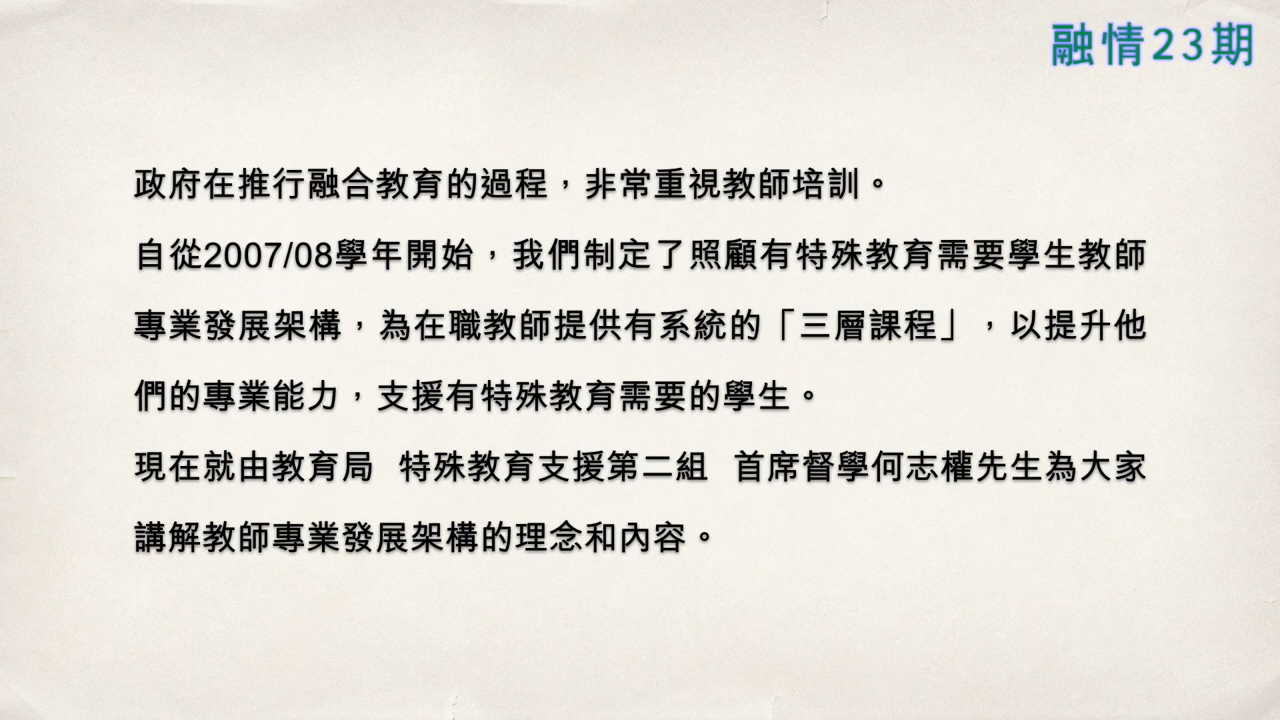 融情23期
政府在推行融合教育的過程，非常重視教師培訓。
自從2007/08學年開始，我們制定了照顧有特殊教育需要學生教師
專業發展架構，為在職教師提供有系統的「三層課程」，以提升他
們的專業能力，支援有特殊教育需要的學生。
現在就由教育局 特殊教育支援第二組 首席督學何志權先生為大家
講解教師專業發展架構的理念和內容。